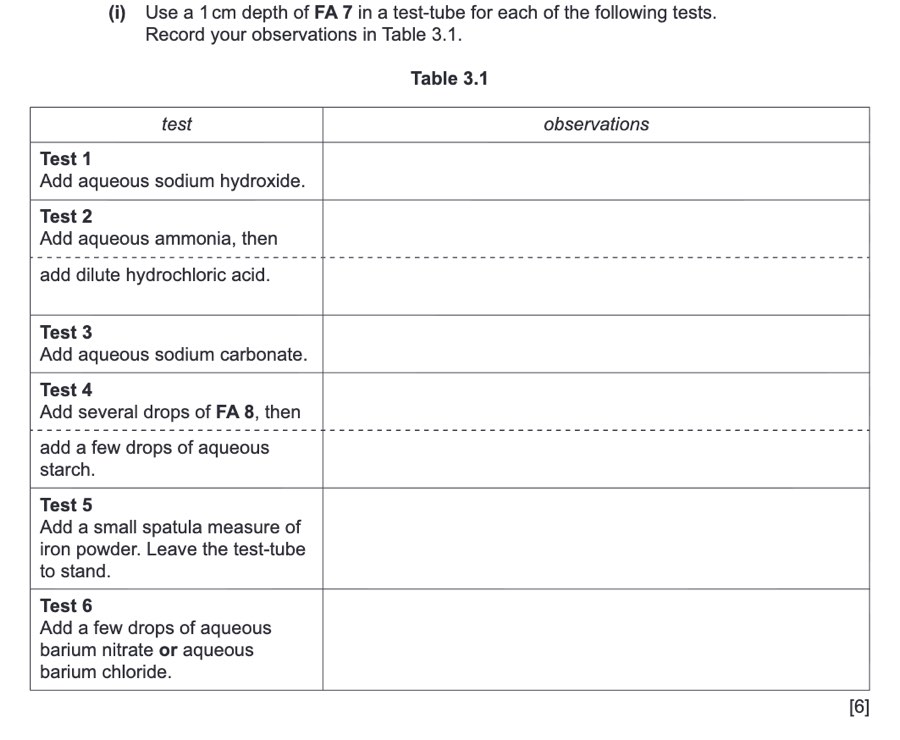 (i) Use a 1 cm depth of FA 7 in a test-tube for each of the following tests.
Record your observations in Table 3.1.
Table 3.1
test
observations
Test 1
Add aqueous sodium hydroxide.
Test 2
Add aqueous ammonia, then
add dilute hydrochloric acid.
Test 3
Add aqueous sodium carbonate.
Test 4
Add several drops of FA 8, then
add a few drops of aqueous
starch.
Test 5
Add a small spatula measure of
iron powder. Leave the test-tube
to stand.
Test 6
Add a few drops of aqueous
barium nitrate or aqueous
barium chloride.
[6]